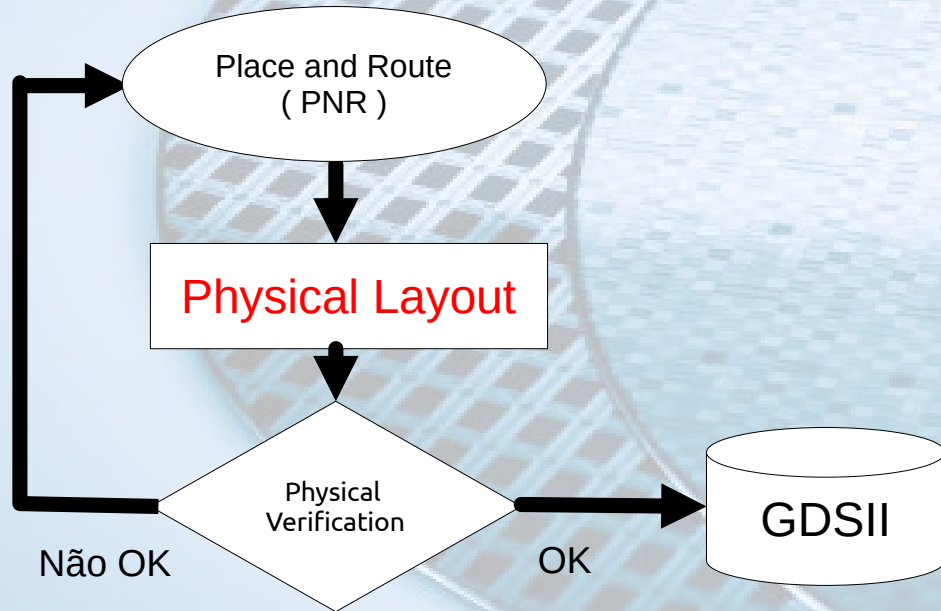 Place and Route
( PNR )
Physical Layout
Physical
Verification
GDSII
Não OK
OK